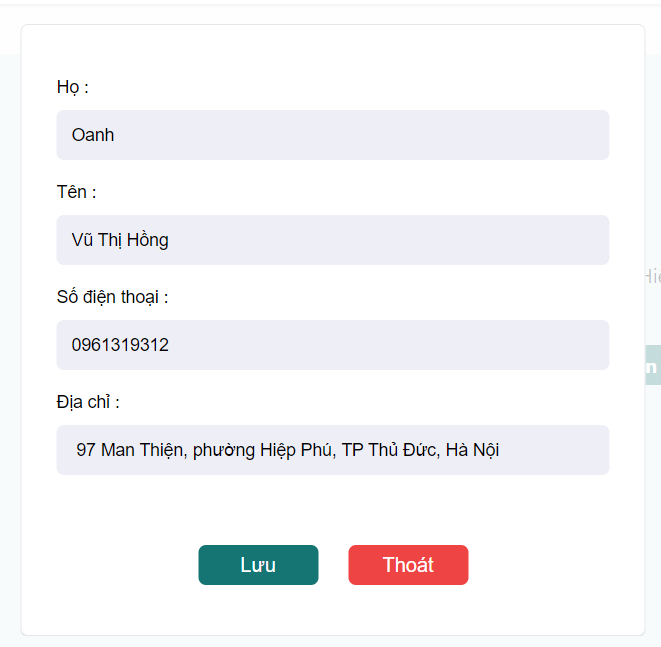 Họ :
Oanh
Tên :
Vũ Thị Hồng
Số điện thoại :
0961319312
Địa chỉ :
97 Man Thiện, phường Hiệp Phú, TP Thủ Đức, Hà Nội
Lưu Thoát